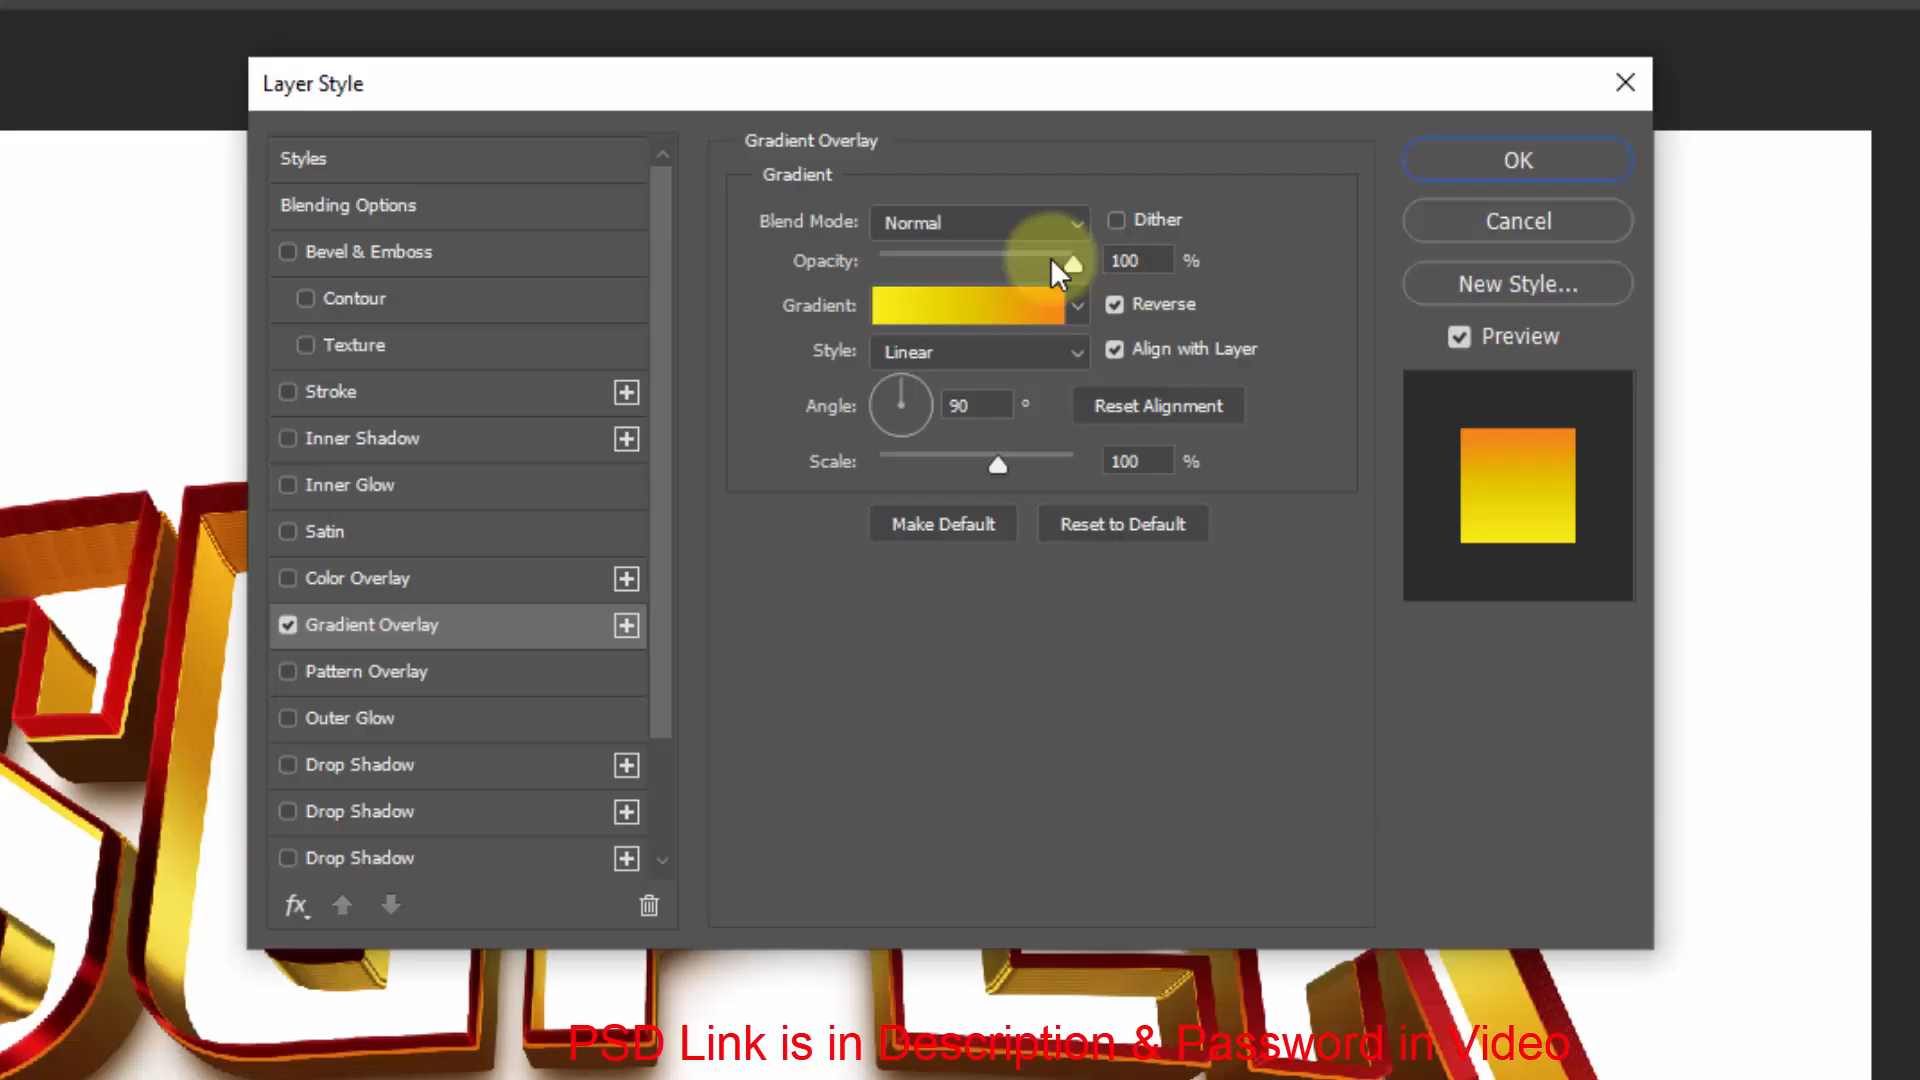 Layer Style
Styles
Blending Options
Bevel & Emboss
Contour
Texture
Stroke
Inner Shadow
Inner Glow
Satin
Color Overlay
Gradient Overlay
Pattern Overlay
Outer Glow
Drop Shadow
Drop Shadow
Drop Shadow
fx
Gradient Overlay
Gradient
Blend Mode: Normal Dither
Opacity: 100 %
Gradient: Reverse
Style: Linear Align with Layer
Angle: 90 ° Reset Alignment
Scale: 100 %
Make Default Reset to Default
OK
Cancel
New Style...
Preview
PSD Link is in Description & Password in Video